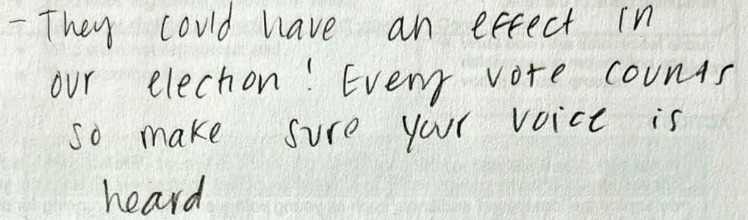 - They could have an effect in
our election! Every vote counts
so make sure your voice is
heard